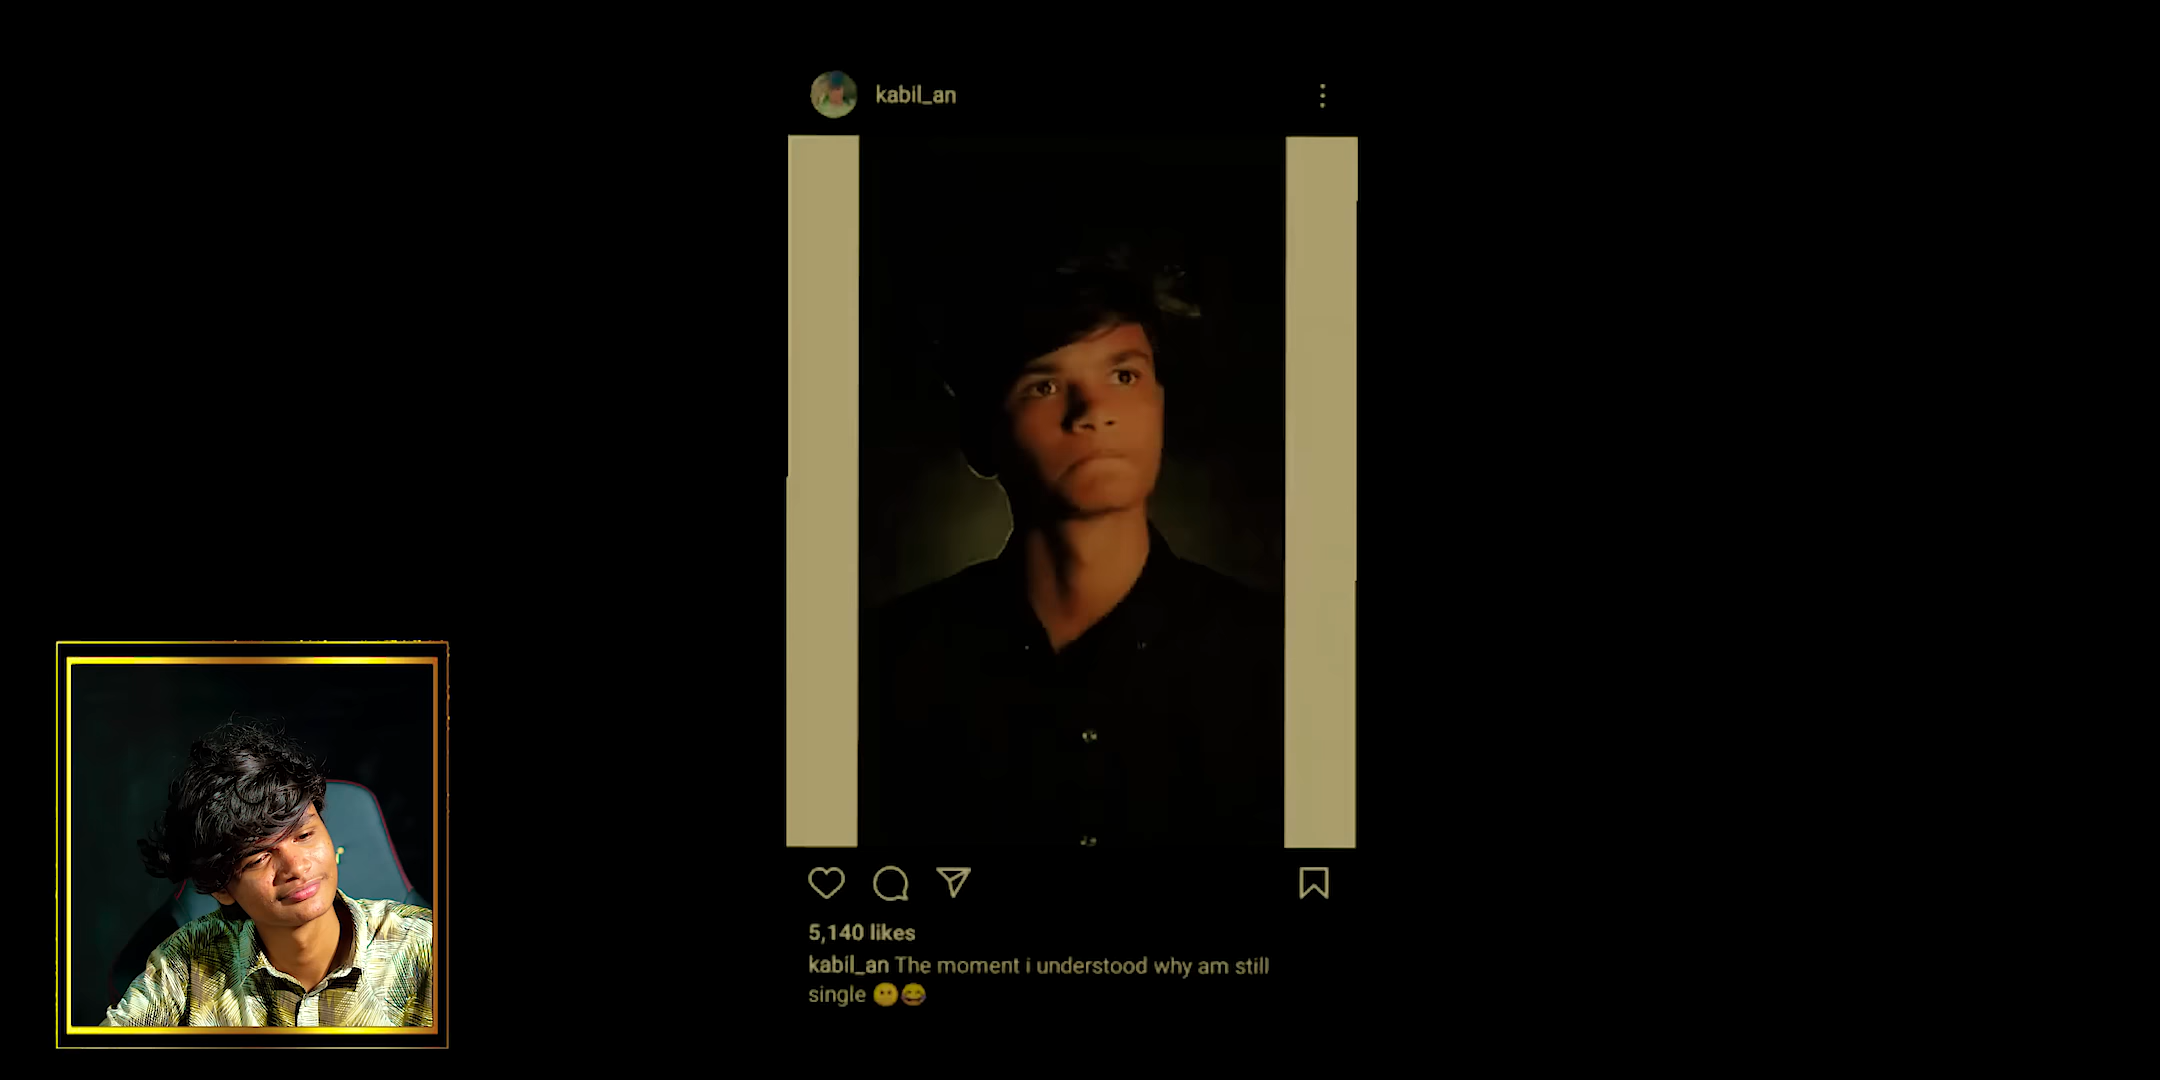 kabil_an
5,140 likes
kabil_an The moment i understood why am still
single 😶😂